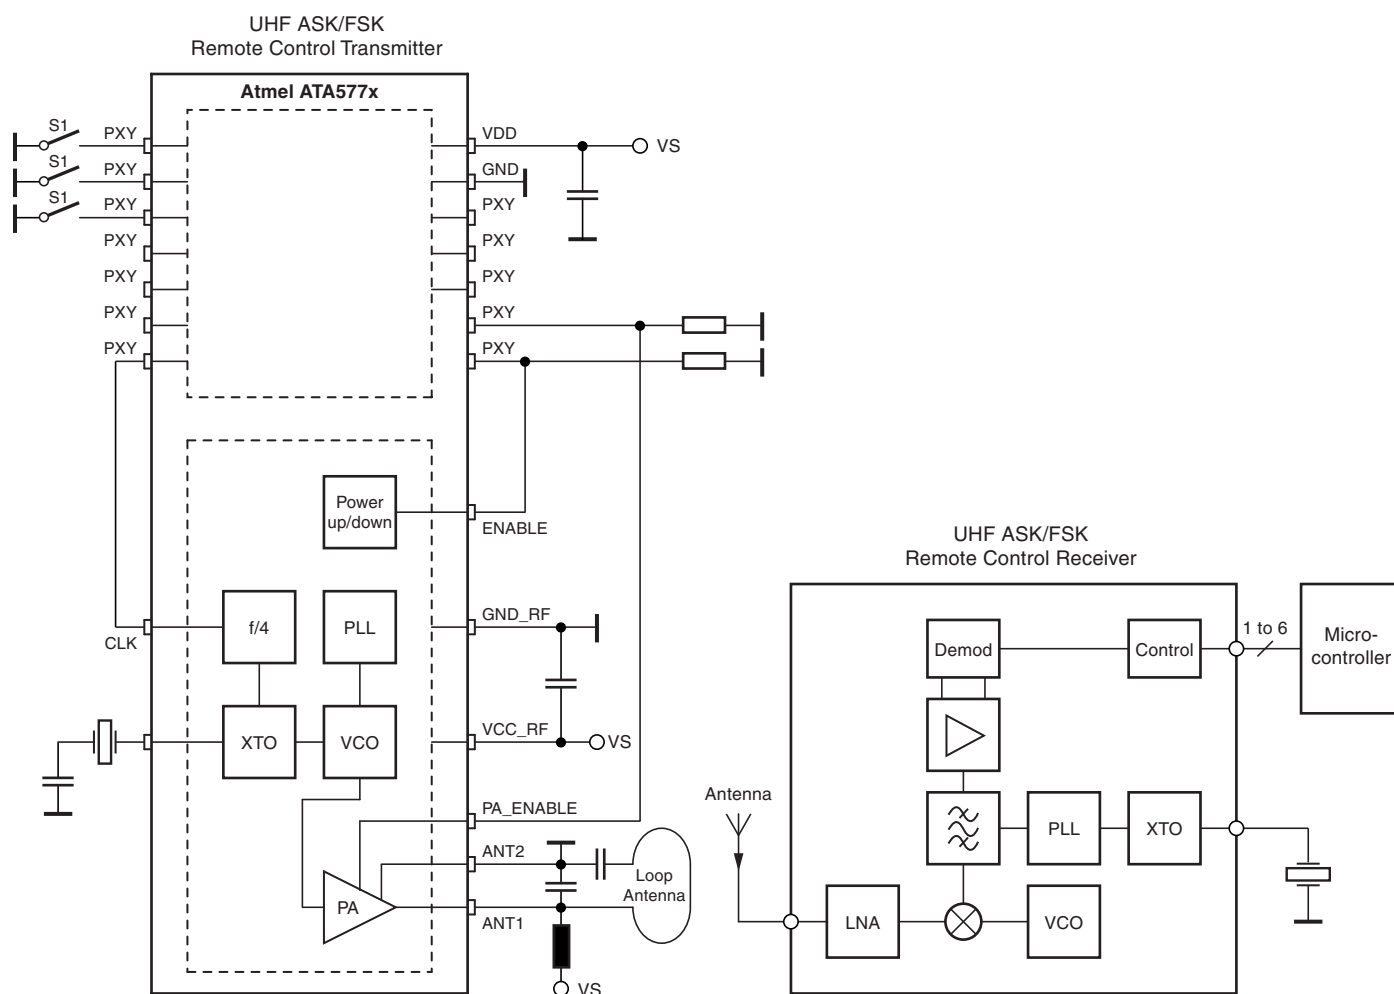 UHF ASK/FSK
Remote Control Transmitter
Atmel ATA577x
S1
PXY
S1
PXY
S1
PXY
PXY
PXY
PXY
PXY
VDD
VS
GND
PXY
PXY
PXY
PXY
PXY
Power
up/down
ENABLE
f/4
PLL
CLK
GND_RF
XTO
VCO
VCC_RF
VS
PA_ENABLE
ANT2
Loop
Antenna
PA
ANT1
VS
UHF ASK/FSK
Remote Control Receiver
Demod
Control
1 to 6
Micro-
controller
Antenna
PLL
XTO
LNA
VCO